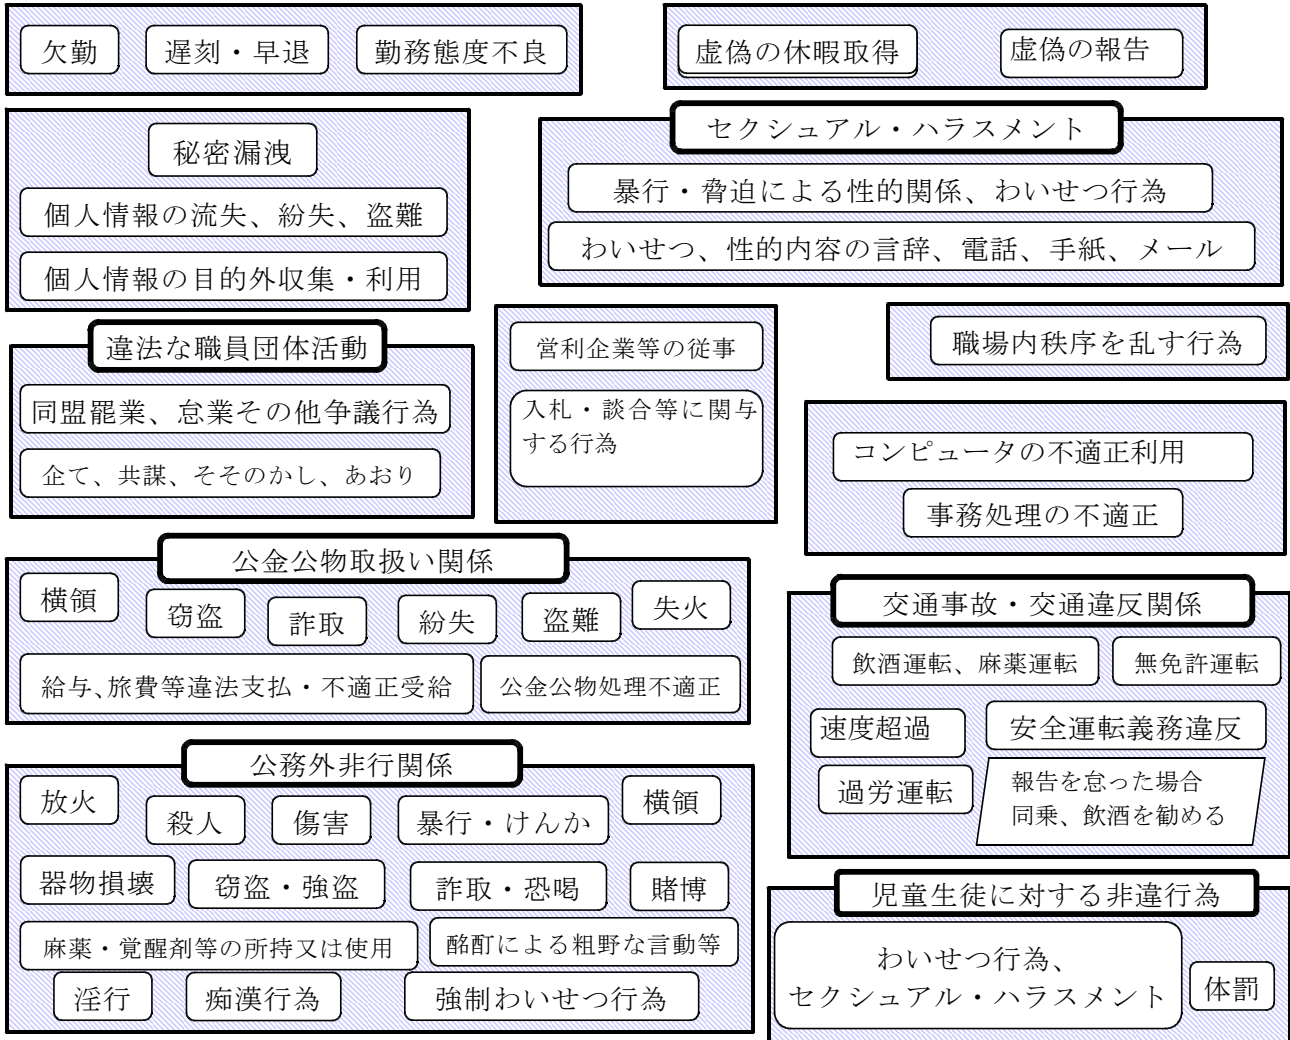 欠勤
遅刻・早退
勤務態度不良
虚偽の休暇取得
虚偽の報告
秘密漏洩
個人情報の流失、紛失、盗難
個人情報の目的外収集・利用
セクシュアル・ハラスメント
暴行・脅迫による性的関係、わいせつ行為
わいせつ、性的内容の言辞、電話、手紙、メール
違法な職員団体活動
同盟罷業、怠業その他争議行為
企て、共謀、そそのかし、あおり
営利企業等の従事
入札・談合等に関与
する行為
職場内秩序を乱す行為
コンピュータの不適正利用
事務処理の不適正
公金公物取扱い関係
横領
窃盗
詐取
紛失
盗難
失火
給与、旅費等違法支払・不適正受給
公金公物処理不適正
交通事故・交通違反関係
飲酒運転、麻薬運転
無免許運転
速度超過
安全運転義務違反
過労運転
報告を怠った場合
同乗、飲酒を勧める
公務外非行関係
放火
殺人
傷害
暴行・けんか
横領
器物損壊
窃盗・強盗
詐取・恐喝
賭博
麻薬・覚醒剤等の所持又は使用
酩酊による粗野な言動等
淫行
痴漢行為
強制わいせつ行為
児童生徒に対する非違行為
わいせつ行為、
セクシュアル・ハラスメント
体罰